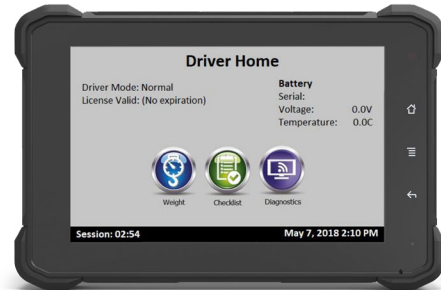 Driver Home
Driver Mode: Normal
License Valid: (No expiration)
Battery
Serial:
Voltage: 0.0V
Temperature: 0.0C
Weight Checklist Diagnostics
Session: 02:54 May 7, 2018 2:10 PM